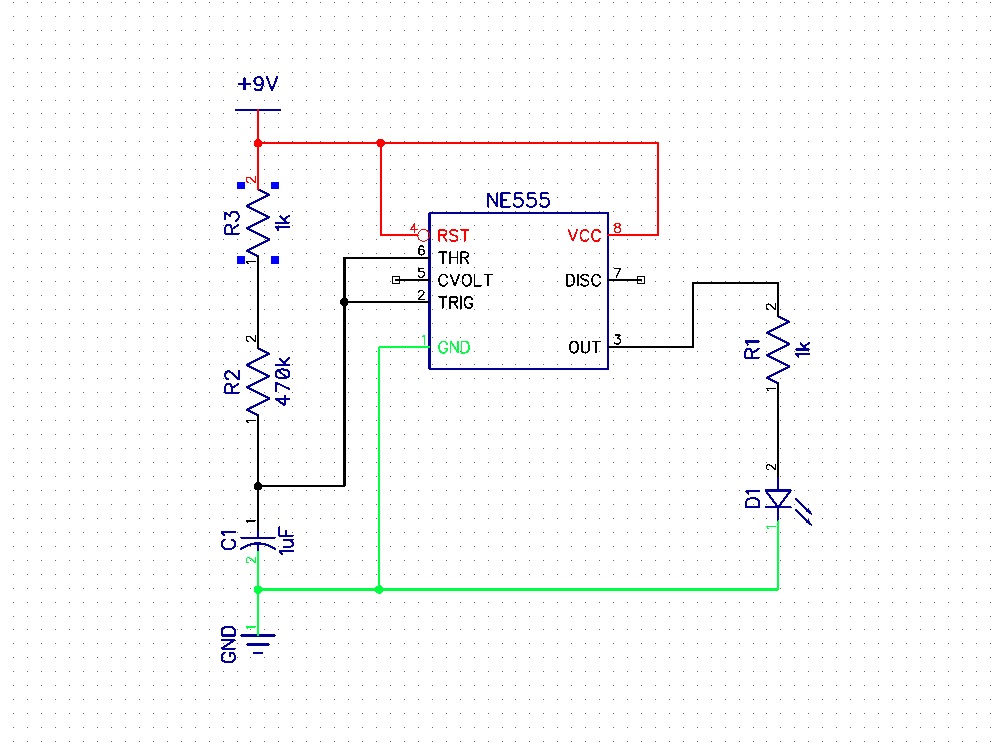 +9V
2
R3
1k
1
2
R2
470k
1
1
C1
1uF
2
1
GND
NE555
4
RST
6
THR
5
CVOLT
2
TRIG
1
GND
VCC
8
DISC
7
OUT
3
2
R1
1k
1
2
D1
1